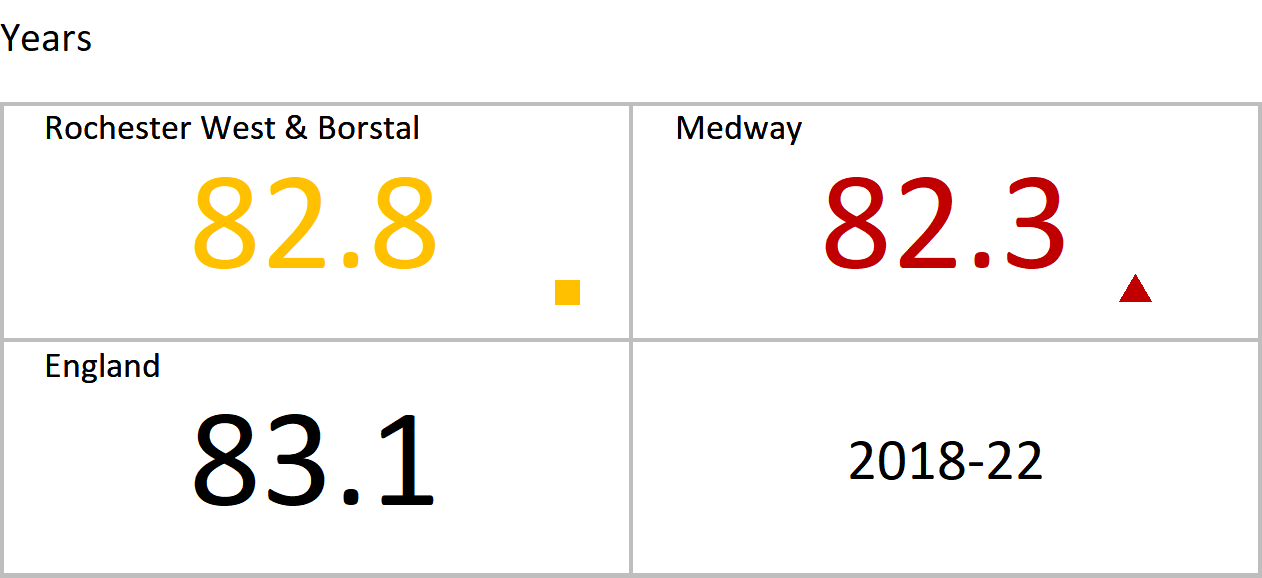 Years
Rochester West & Borstal
82.8
Medway
82.3
England
83.1
2018-22